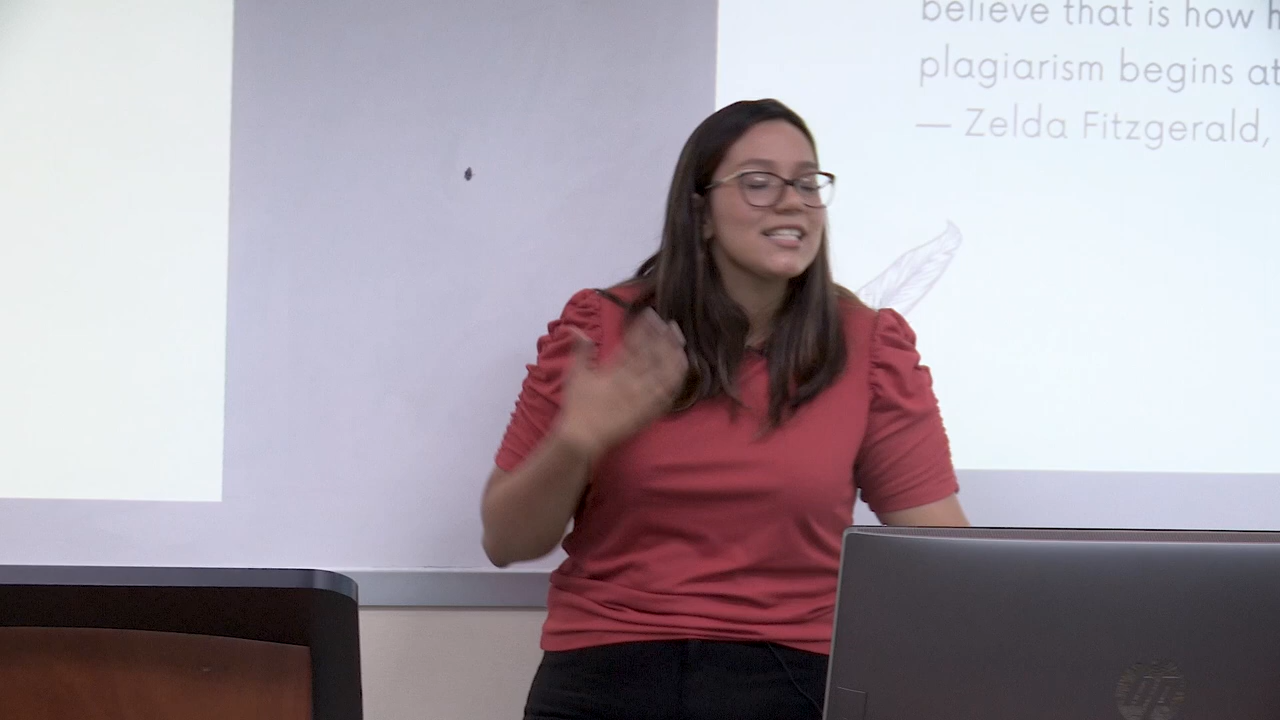 believe that is how
plagiarism begins at
— Zelda Fitzgerald,